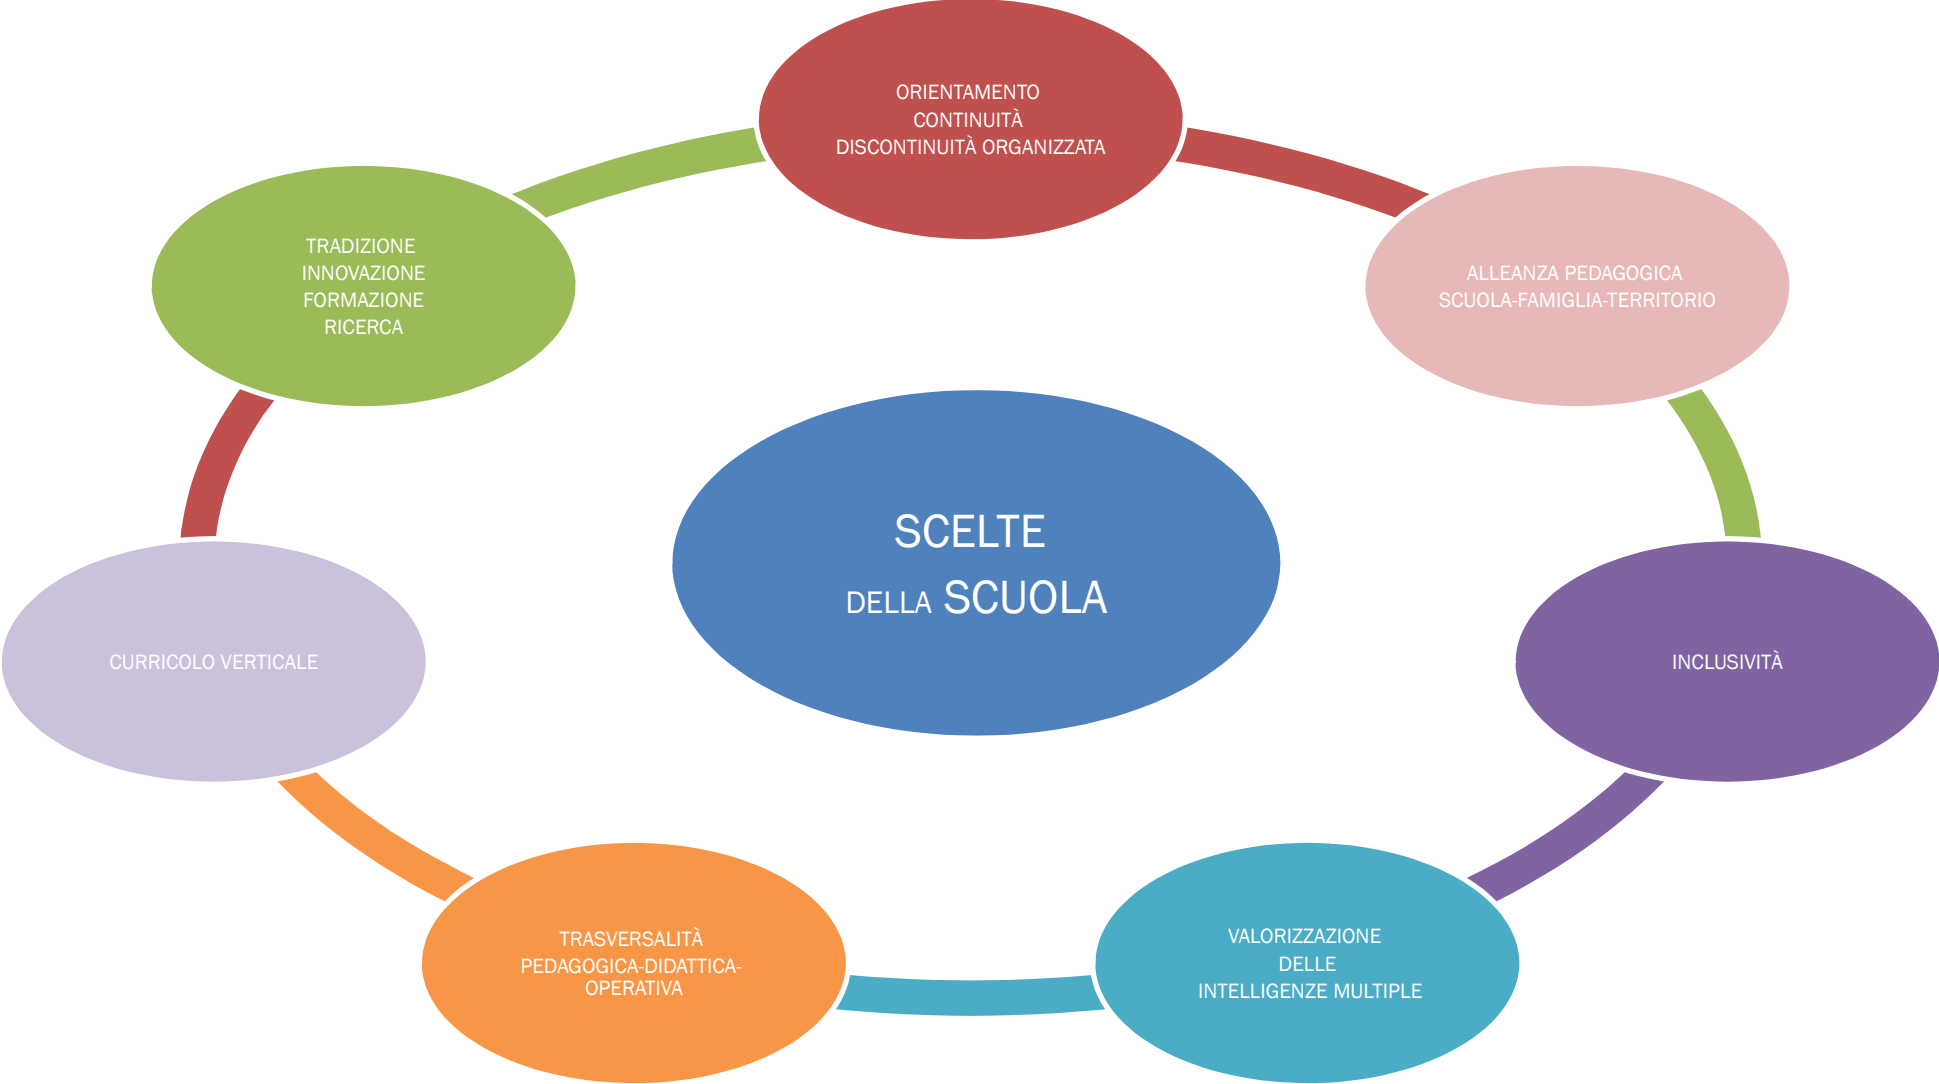 ORIENTAMENTO
CONTINUITÀ
DISCONTINUITÀ ORGANIZZATA
TRADIZIONE
INNOVAZIONE
FORMAZIONE
RICERCA
ALLEANZA PEDAGOGICA
SCUOLA-FAMIGLIA-TERRITORIO
SCELTE
DELLA SCUOLA
CURRICOLO VERTICALE
INCLUSIVITÀ
TRASVERSALITÀ
PEDAGOGICA-DIDATTICA-
OPERATIVA
VALORIZZAZIONE
DELLE
INTELLIGENZE MULTIPLE